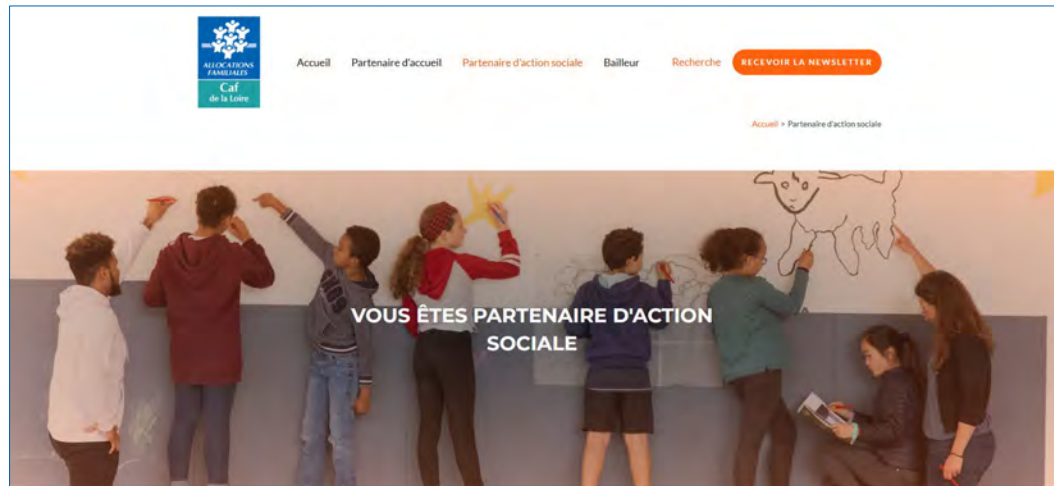 ALLOCATIONS
FAMILIALES
Caf
de la Loire
Accueil Partenaire d'accueil Partenaire d'action sociale Bailleur Recherche RECEVOIR LA NEWSLETTER
Accueil » Partenaire d'action sociale
VOUS ÊTES PARTENAIRE D'ACTION
SOCIALE